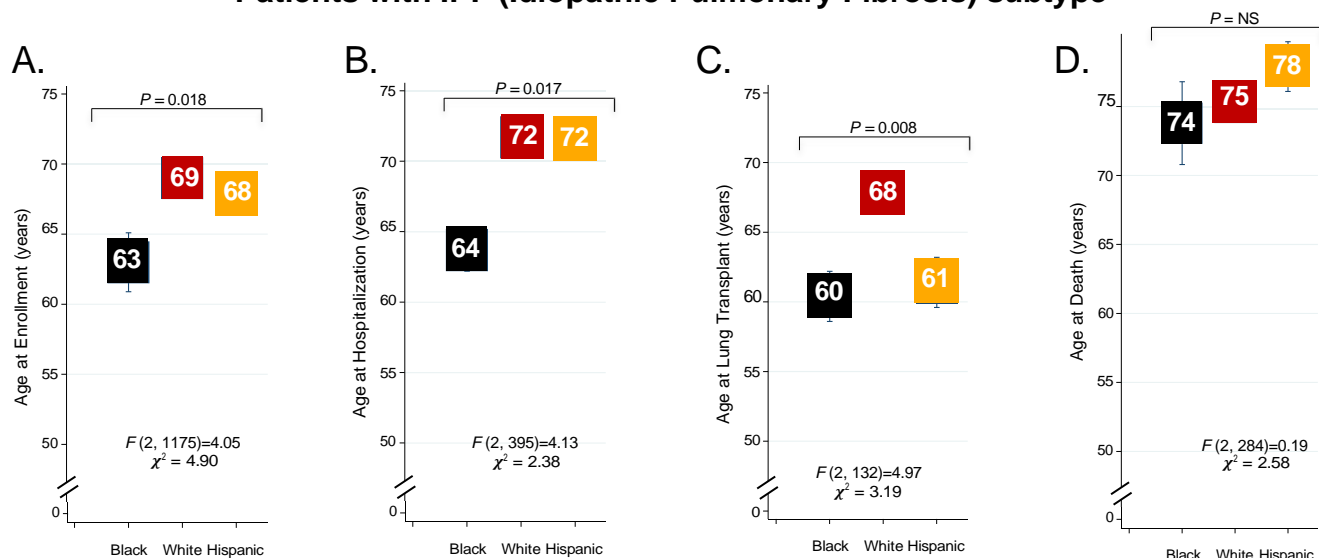 Patients with IPF (Idiopathic Pulmonary Fibrosis) subtype
A.
P = 0.018
Age at Enrollment (years)
75
70
65
60
55
50
0
63
69
68
F (2, 1175)=4.05
χ² = 4.90
Black White Hispanic
B.
P = 0.017
Age at Hospitalization (years)
75
70
65
60
55
50
0
64
72
72
F (2, 395)=4.13
χ² = 2.38
Black White Hispanic
C.
P = 0.008
Age at Lung Transplant (years)
75
70
65
60
55
50
0
60
68
61
F (2, 132)=4.97
χ² = 3.19
Black White Hispanic
D.
P = NS
Age at Death (years)
75
70
65
60
55
50
0
74
75
78
F (2, 284)=0.19
χ² = 2.58
Black White Hispanic